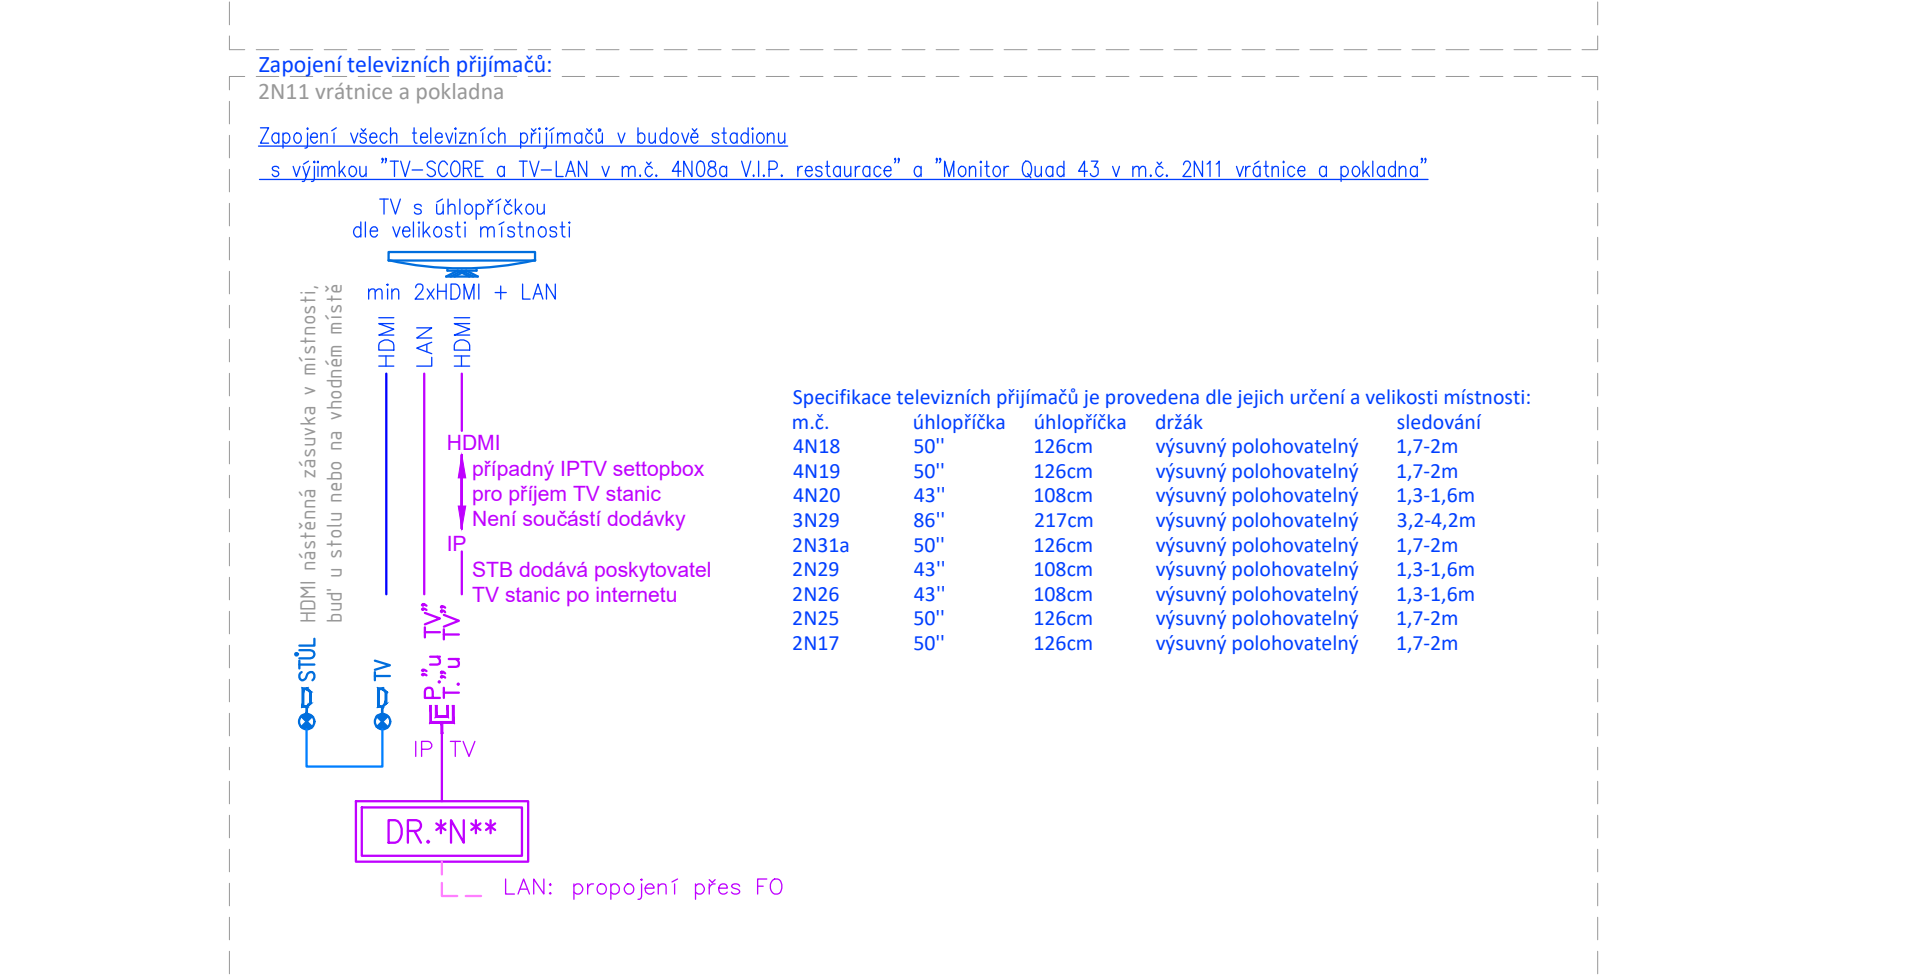 Zapojení televizních přijímačů:
2N11 vrátnice a pokladna
Zapojení všech televizních přijímačů v budově stadionu
s výjimkou "TV-SCORE a TV-LAN v m.č. 4N08a V.I.P. restaurace" a "Monitor Quad 43 v m.č. 2N11 vrátnice a pokladna"
TV s úhlopříčkou
dle velikosti místnosti
min 2xHDMI + LAN
HDMI nástěnná zásuvka v místnosti,
buď u stolu nebo na vhodném místě
HDMI
LAN
HDMI
HDMI
případný IPTV settopbox
pro příjem TV stanic
Není součástí dodávky
IP
STB dodává poskytovatel
TV stanic po internetu
Specifikace televizních přijímačů je provedena dle jejich určení a velikosti místnosti:
m.č. úhlopříčka úhlopříčka držák sledování
4N18 50'' 126cm výsuvný polohovatelný 1,7-2m
4N19 50'' 126cm výsuvný polohovatelný 1,7-2m
4N20 43'' 108cm výsuvný polohovatelný 1,3-1,6m
3N29 86'' 217cm výsuvný polohovatelný 3,2-4,2m
2N31a 50'' 126cm výsuvný polohovatelný 1,7-2m
2N29 43'' 108cm výsuvný polohovatelný 1,3-1,6m
2N26 43'' 108cm výsuvný polohovatelný 1,3-1,6m
2N25 50'' 126cm výsuvný polohovatelný 1,7-2m
2N17 50'' 126cm výsuvný polohovatelný 1,7-2m
STŮL
TV
P.„u TV”
T.„u TV”
IP TV
DR.*N**
LAN: propojení přes FO